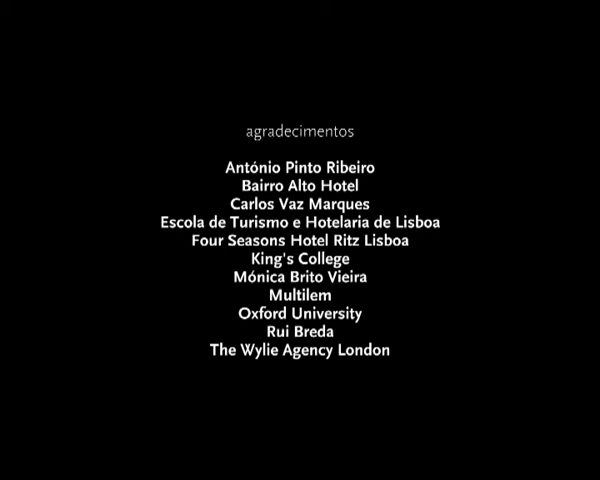 agradecimentos
António Pinto Ribeiro
Bairro Alto Hotel
Carlos Vaz Marques
Escola de Turismo e Hotelaria de Lisboa
Four Seasons Hotel Ritz Lisboa
King's College
Mónica Brito Vieira
Multilem
Oxford University
Rui Breda
The Wylie Agency London